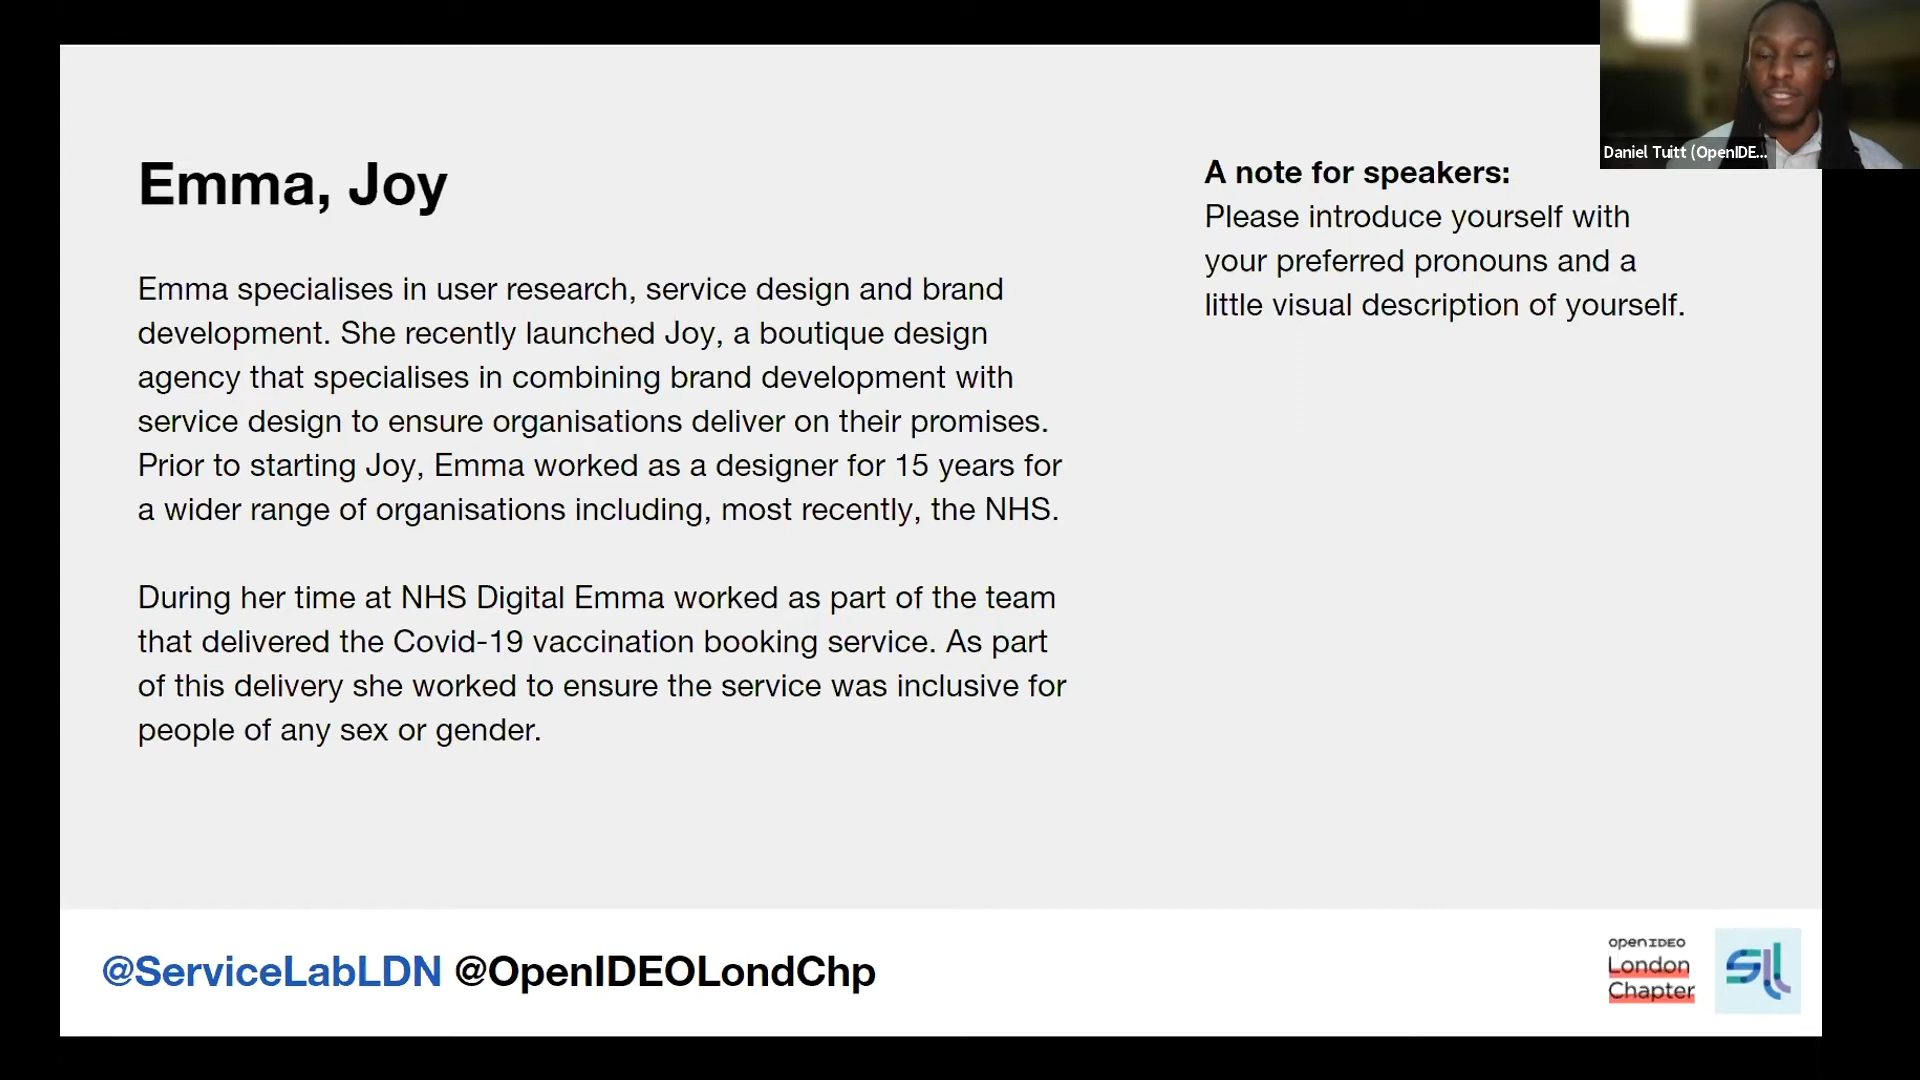 Emma, Joy
Emma specialises in user research, service design and brand
development. She recently launched Joy, a boutique design
agency that specialises in combining brand development with
service design to ensure organisations deliver on their promises.
Prior to starting Joy, Emma worked as a designer for 15 years for
a wider range of organisations including, most recently, the NHS.
During her time at NHS Digital Emma worked as part of the team
that delivered the Covid-19 vaccination booking service. As part
of this delivery she worked to ensure the service was inclusive for
people of any sex or gender.
A note for speakers:
Please introduce yourself with
your preferred pronouns and a
little visual description of yourself.
Daniel Tuitt (OpenIDE...
@ServiceLabLDN @OpenIDEOLondChp
OpenIDEO
London
Chapter
SLL